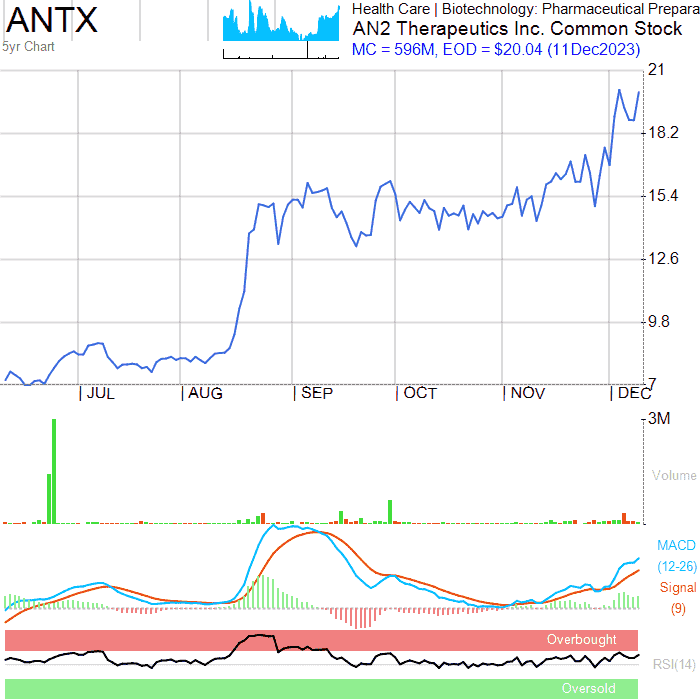 ANTX
5yr Chart
Health Care | Biotechnology: Pharmaceutical Prepara
AN2 Therapeutics Inc. Common Stock
MC = 596M, EOD = $20.04 (11Dec2023)
21
18.2
15.4
12.6
9.8
7
JUL
AUG
SEP
OCT
NOV
DEC
3M
Volume
MACD
(12-26)
Signal
(9)
Overbought
RSI(14)
Oversold